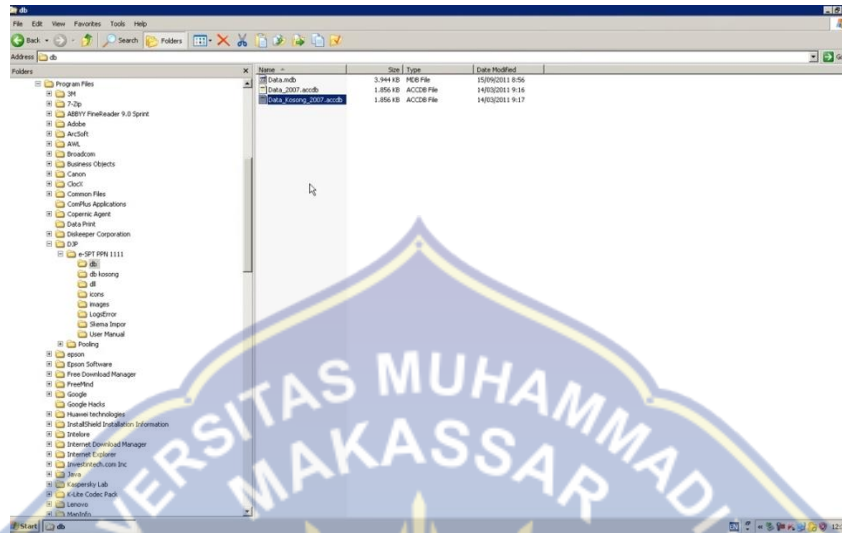 db
File Edit View Favorites Tools Help
Back Search Folders
Address db
Folders
Name Size Type Date Modified
Data.mdb 3.944 KB MDB File 15/09/2011 8:56
Data_2007.accdb 1.856 KB ACCDB File 14/03/2011 9:16
Data_Kosong_2007.accdb 1.856 KB ACCDB File 14/03/2011 9:17
Program Files
3M
7-Zip
ABBYY FineReader 9.0 Sprint
Adobe
ArcSoft
AWL
Broadcom
Business Objects
Canon
ClocX
Common Files
ComPlus Applications
Copernic Agent
Data Print
Diskeeper Corporation
DJP
e-SPT PPN 1111
db
db kosong
dll
icons
images
LogsError
Skema Impor
User Manual
Pooling
epson
Epson Software
Free Download Manager
FreeMind
Google
Google Hacks
Huawei technologies
InstallShield Installation Information
Intelore
Internet Download Manager
Internet Explorer
Investintech.com Inc
Java
Kaspersky Lab
K-Lite Codec Pack
Lenovo
MapInfo
Start db
EN
ERSITAS MUHAMMAD
MAKASSAR